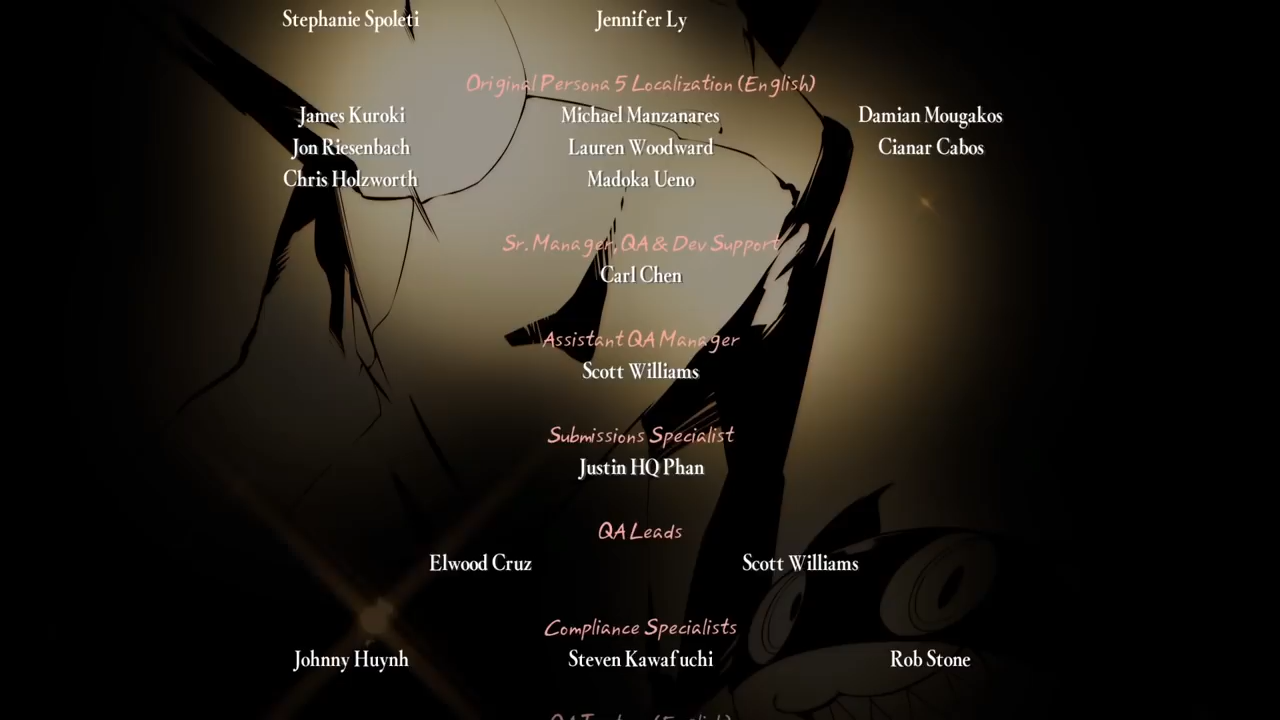 Stephanie Spoleti Jennifer Ly
Original Persona 5 Localization (English)
James Kuroki Michael Manzanares Damian Mougakos
Jon Riesenbach Lauren Woodward Cianar Cabos
Chris Holzworth Madoka Ueno
Sr. Manager, QA & Dev Support
Carl Chen
Assistant QA Manager
Scott Williams
Submissions Specialist
Justin HQ Phan
QA Leads
Elwood Cruz Scott Williams
Compliance Specialists
Johnny Huynh Steven Kawafuchi Rob Stone